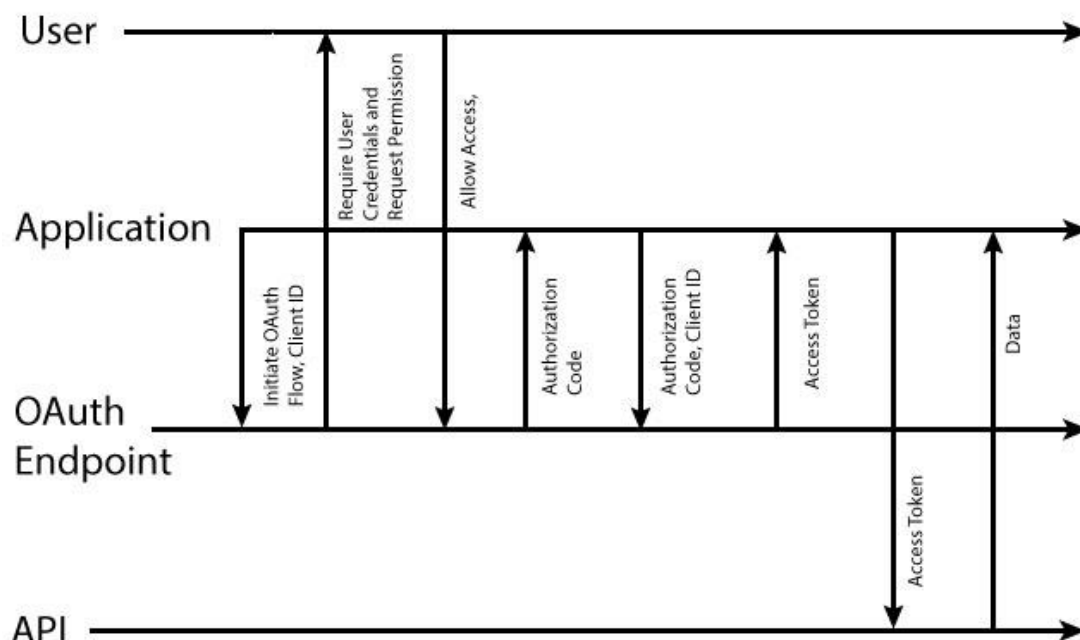 User
Require User
Credentials and
Request Permission
Allow Access,
Application
Initiate OAuth
Flow, Client ID
Authorization
Code
Authorization
Code, Client ID
Access Token
Data
OAuth
Endpoint
Access Token
API